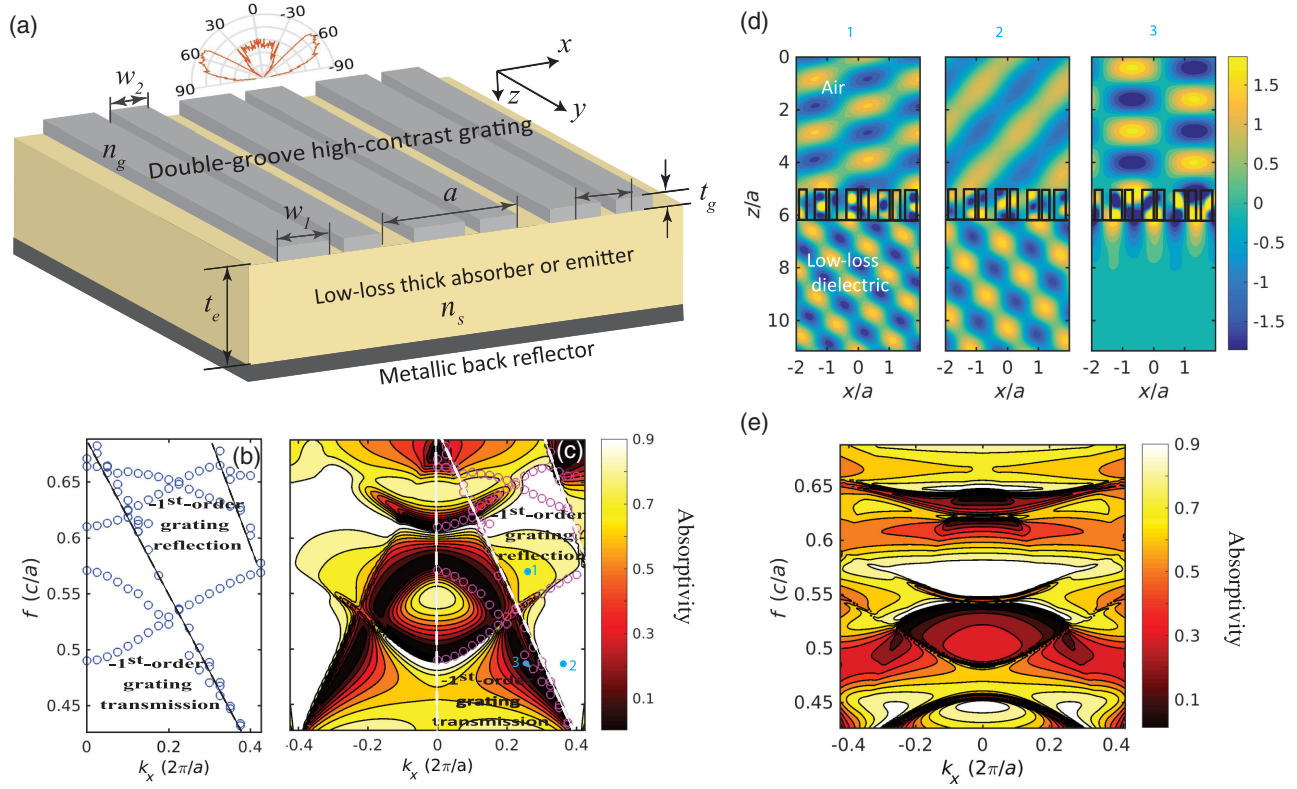 (a)
30
0
-30
60
-60
90
-90
w2
x
z
y
ng
Double-groove high-contrast grating
w1
a
tg
te
Low-loss thick absorber or emitter
ns
Metallic back reflector
(b)
0.65
0.6
0.55
0.5
0.45
f (c/a)
-1st-order
grating
reflection
-1st-order
grating
transmission
0
0.2
0.4
kx (2π/a)
(c)
-1st-order
grating
reflection
1
3
2
-1st-order
grating
transmission
-0.4
-0.2
0
0.2
0.4
kx (2π/a)
0.9
0.7
0.5
0.3
0.1
Absorptivity
(d)
1
2
3
0
2
4
6
8
10
z/a
Air
Low-loss
dielectric
-2 -1 0 1
x/a
-2 -1 0 1
x/a
-2 -1 0 1
x/a
1.5
1
0.5
0
-0.5
-1
-1.5
(e)
0.65
0.6
0.55
0.5
0.45
f (c/a)
-0.4
-0.2
0
0.2
0.4
kx (2π/a)
0.9
0.7
0.5
0.3
0.1
Absorptivity